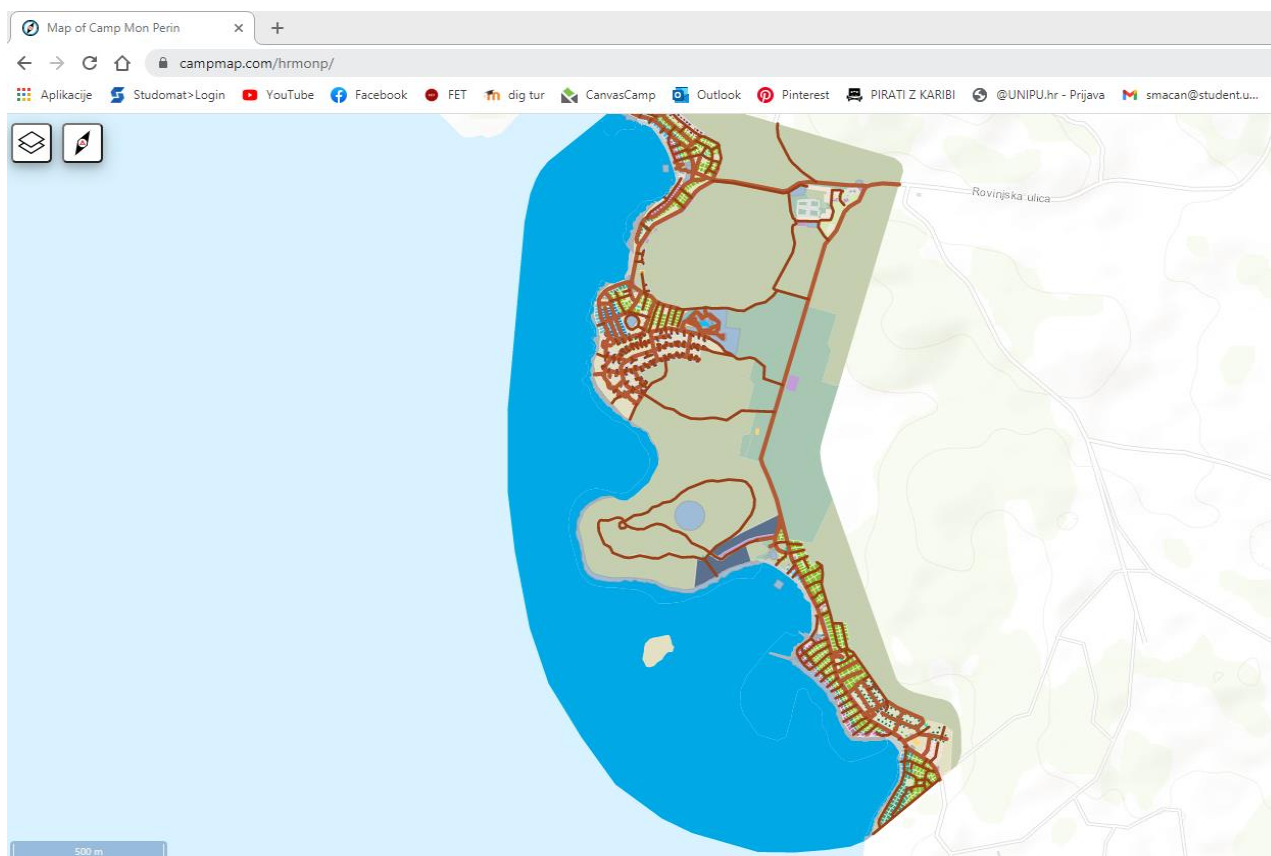 Map of Camp Mon Perin
campmap.com/hrmonp/
Aplikacije Studomat>Login YouTube Facebook FET dig tur CanvasCamp Outlook Pinterest PIRATI Z KARIBI @UNIPU.hr - Prijava smacan@student.u...
Rovinjska ulica
500 m